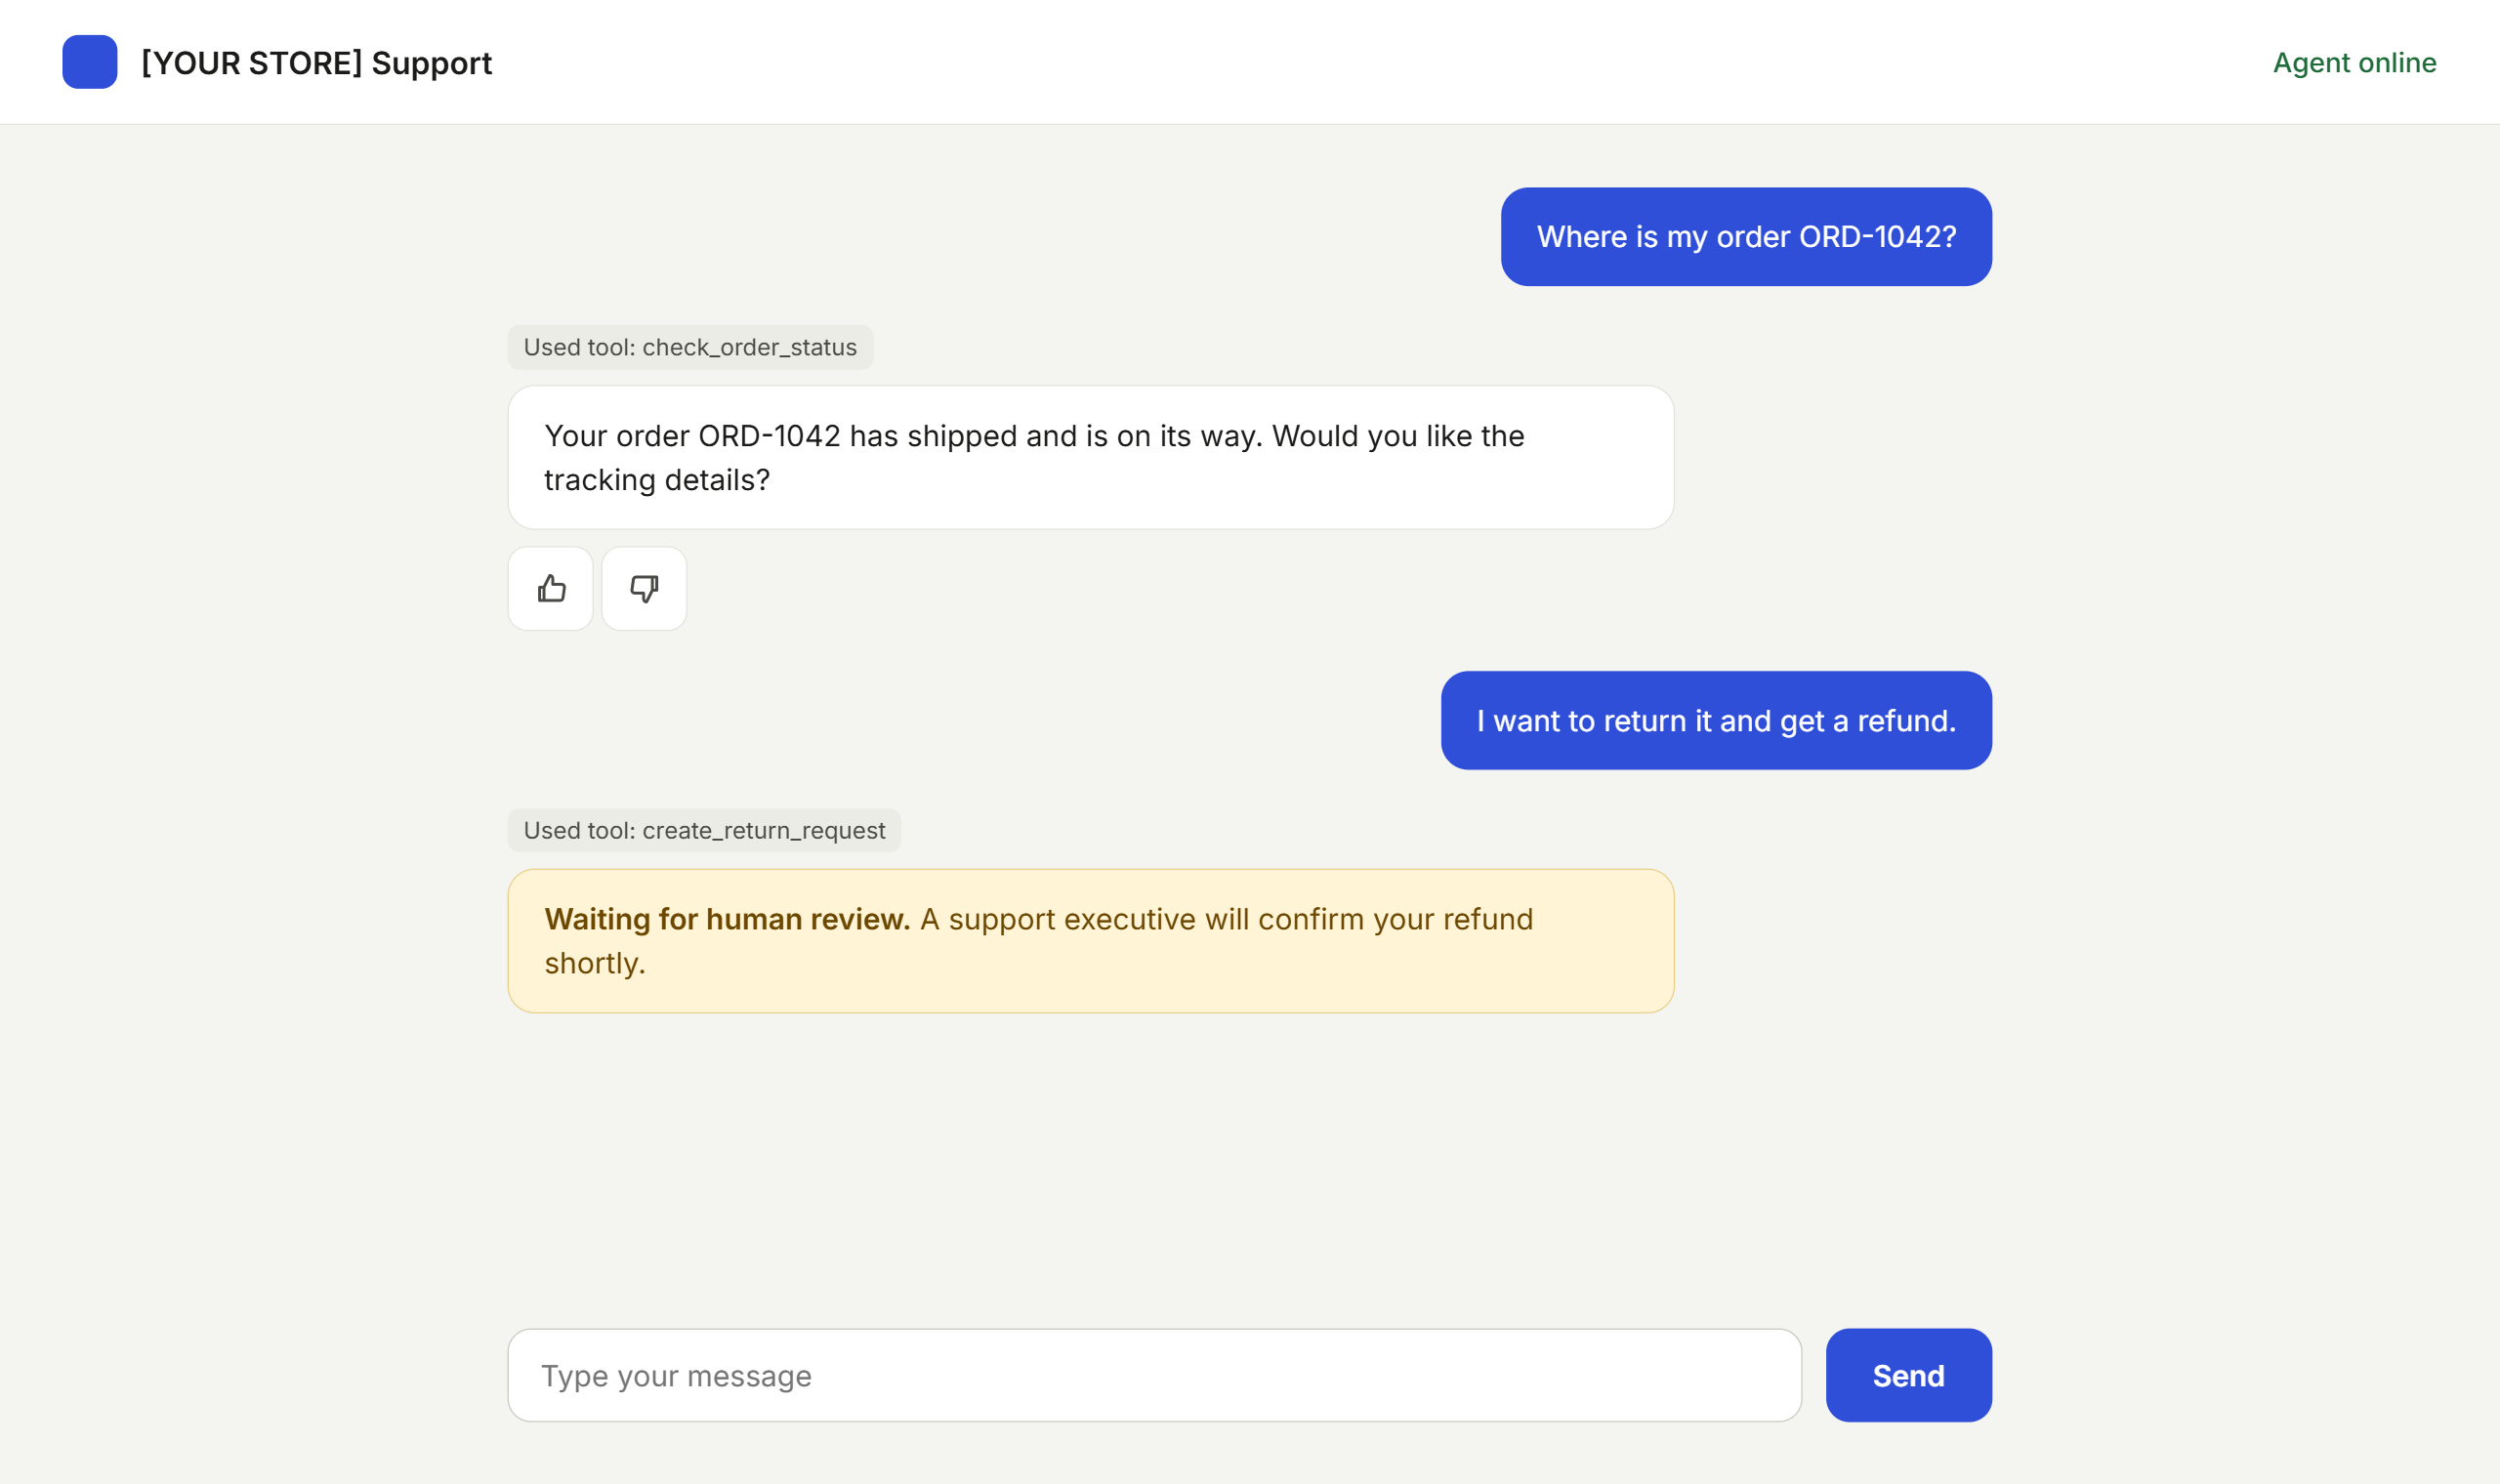 [YOUR STORE] Support
Agent online
Where is my order ORD-1042?
Used tool: check_order_status
Your order ORD-1042 has shipped and is on its way. Would you like the
tracking details?
I want to return it and get a refund.
Used tool: create_return_request
Waiting for human review. A support executive will confirm your refund
shortly.
Type your message
Send